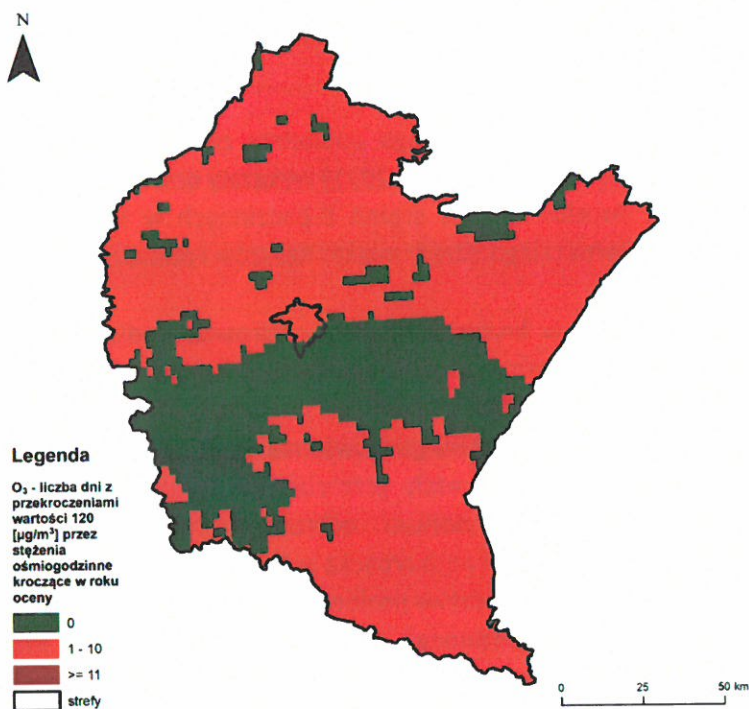 N
Legenda
O₃ - liczba dni z
przekroczeniami
wartości 120
[µg/m³] przez
stężenia
ośmiogodzinne
kroczące w roku
oceny
0
1 - 10
>= 11
strefy
0 25 50 km